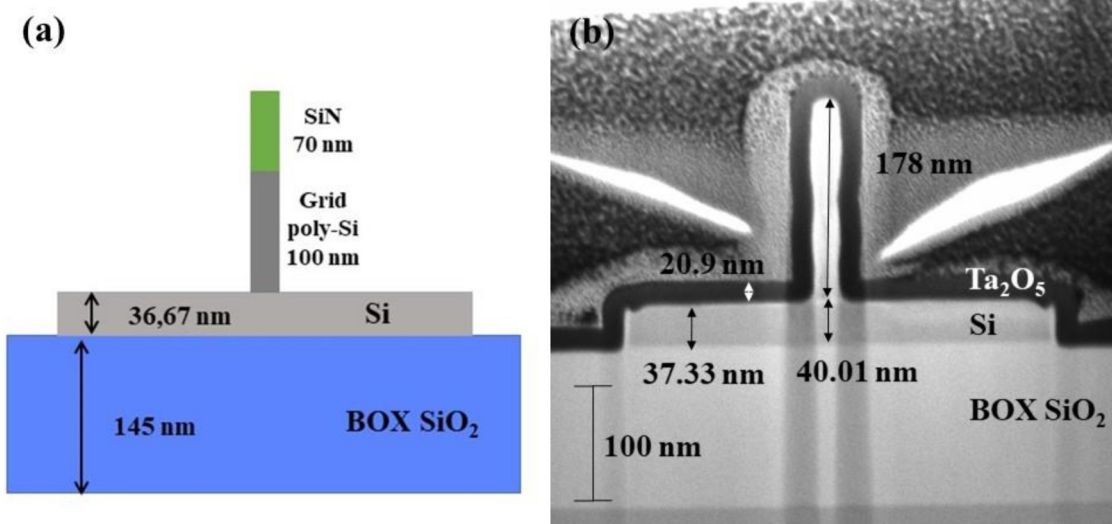 (a)
SiN
70 nm
Grid
poly-Si
100 nm
36,67 nm
Si
145 nm
BOX SiO₂
(b)
178 nm
20.9 nm
Ta₂O₅
Si
37.33 nm
40.01 nm
BOX SiO₂
100 nm